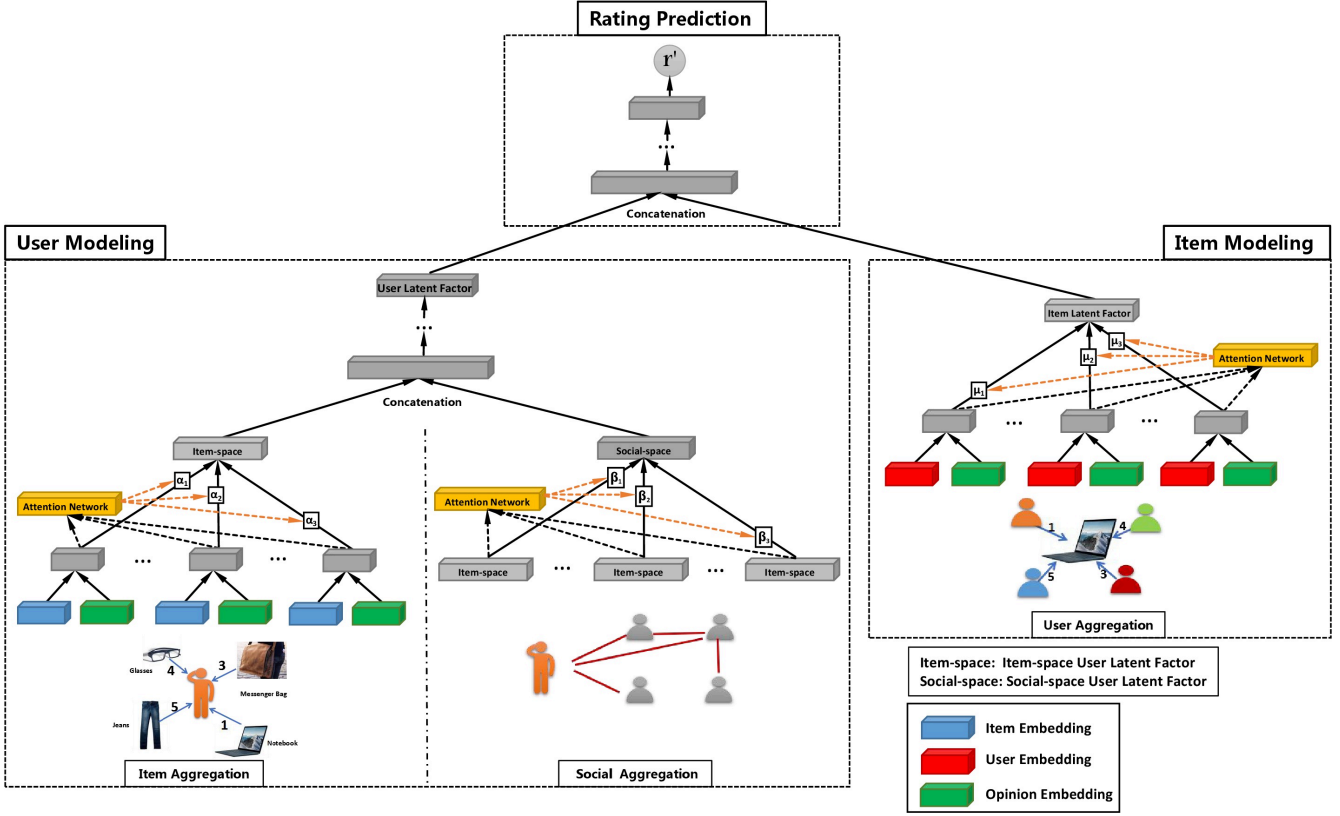 Rating Prediction
r'
...
Concatenation
User Modeling
User Latent Factor
...
Concatenation
Item-space
α1
α2
α3
Attention Network
...
...
Glasses
4
3
Messenger Bag
Jeans
5
1
Notebook
Item Aggregation
Social-space
β1
β2
β3
Attention Network
Item-space
...
Item-space
...
Item-space
Social Aggregation
Item Modeling
Item Latent Factor
μ3
μ2
μ1
Attention Network
...
...
1
4
5
3
User Aggregation
Item-space: Item-space User Latent Factor
Social-space: Social-space User Latent Factor
Item Embedding
User Embedding
Opinion Embedding